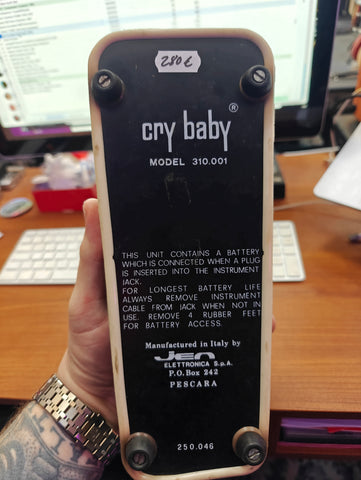 280€
cry baby®
MODEL 310.001
THIS UNIT CONTAINS A BATTERY
WHICH IS CONNECTED WHEN A PLUG
IS INSERTED INTO THE INSTRUMENT
JACK.
FOR LONGEST BATTERY LIFE
ALWAYS REMOVE INSTRUMENT
CABLE FROM JACK WHEN NOT IN
USE. REMOVE 4 RUBBER FEET
FOR BATTERY ACCESS.
Manufactured in Italy by
JEN
ELETTRONICA S.p.A.
P.O. Box 242
PESCARA
250.046